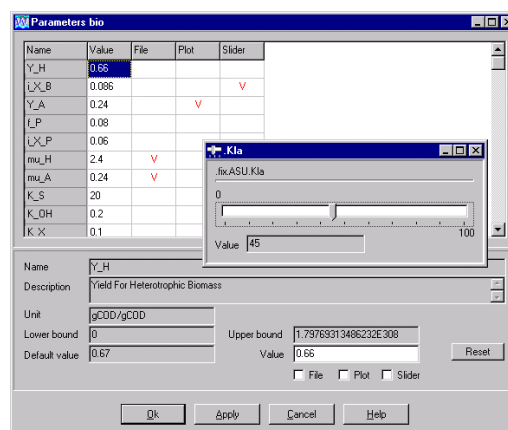 Parameters bio
Name Value File Plot Slider
Y_H 0.66
i_X_B 0.086 V
Y_A 0.24 V
f_P 0.08
i_X_P 0.06
mu_H 2.4 V
mu_A 0.24 V
K_S 20
K_OH 0.2
K_X 0.1
.Kla
.fix.ASU.Kla
0
100
Value 45
Name Y_H
Description Yield For Heterotrophic Biomass
Unit gCOD/gCOD
Lower bound 0 Upper bound 1.79769313486232E308
Default value 0.67 Value 0.66 Reset
File Plot Slider
Ok Apply Cancel Help